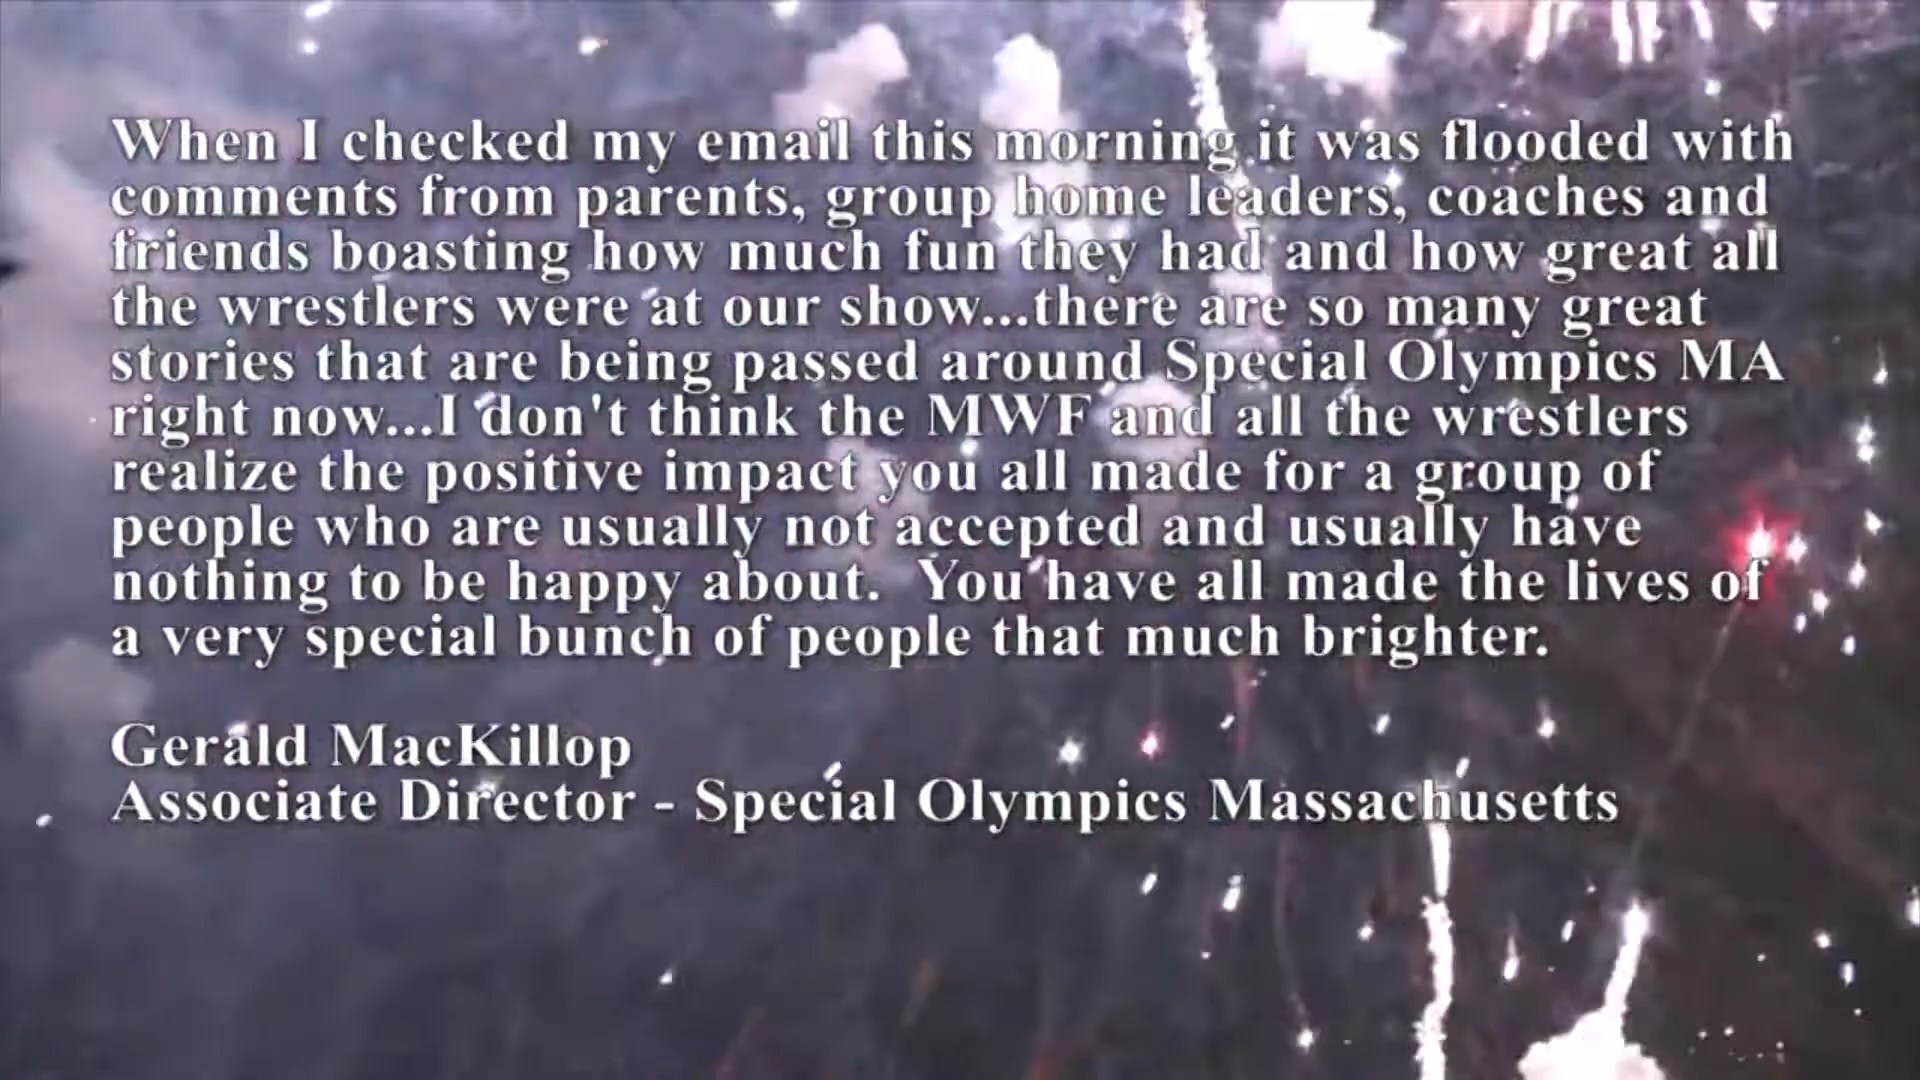 When I checked my email this morning it was flooded with
comments from parents, group home leaders, coaches and
friends boasting how much fun they had and how great all
the wrestlers were at our show...there are so many great
stories that are being passed around Special Olympics MA
right now...I don't think the MWF and all the wrestlers
realize the positive impact you all made for a group of
people who are usually not accepted and usually have
nothing to be happy about.  You have all made the lives of
a very special bunch of people that much brighter.
Gerald MacKillop
Associate Director - Special Olympics Massachusetts